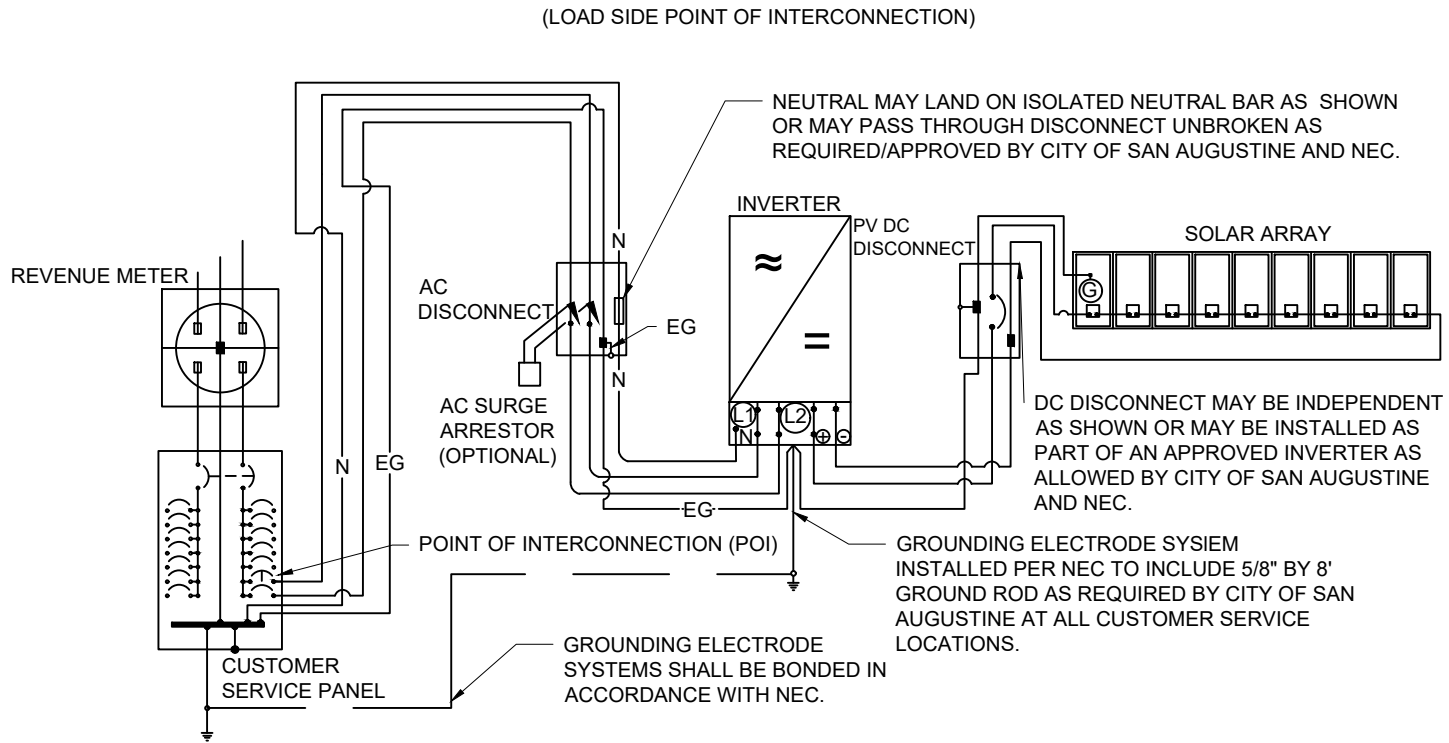 (LOAD SIDE POINT OF INTERCONNECTION)
NEUTRAL MAY LAND ON ISOLATED NEUTRAL BAR AS SHOWN
OR MAY PASS THROUGH DISCONNECT UNBROKEN AS
REQUIRED/APPROVED BY CITY OF SAN AUGUSTINE AND NEC.
INVERTER
PV DC
DISCONNECT
SOLAR ARRAY
REVENUE METER
AC
DISCONNECT
N
EG
N
G
≈
=
L1
N
L2
+
-
AC SURGE
ARRESTOR
(OPTIONAL)
DC DISCONNECT MAY BE INDEPENDENT
AS SHOWN OR MAY BE INSTALLED AS
PART OF AN APPROVED INVERTER AS
ALLOWED BY CITY OF SAN AUGUSTINE
AND NEC.
N
EG
EG
POINT OF INTERCONNECTION (POI)
GROUNDING ELECTRODE SYSIEM
INSTALLED PER NEC TO INCLUDE 5/8" BY 8'
GROUND ROD AS REQUIRED BY CITY OF SAN
AUGUSTINE AT ALL CUSTOMER SERVICE
LOCATIONS.
GROUNDING ELECTRODE
SYSTEMS SHALL BE BONDED IN
ACCORDANCE WITH NEC.
CUSTOMER
SERVICE PANEL